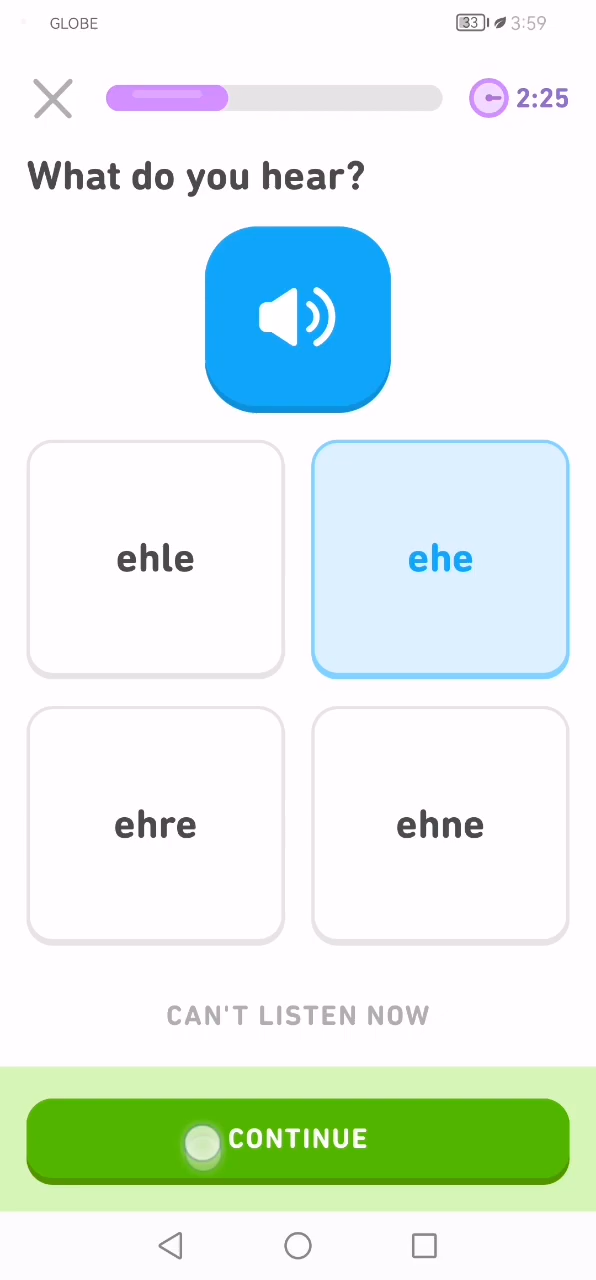 GLOBE 33 3:59
2:25
What do you hear?
ehle ehe
ehre ehne
CAN'T LISTEN NOW
CONTINUE